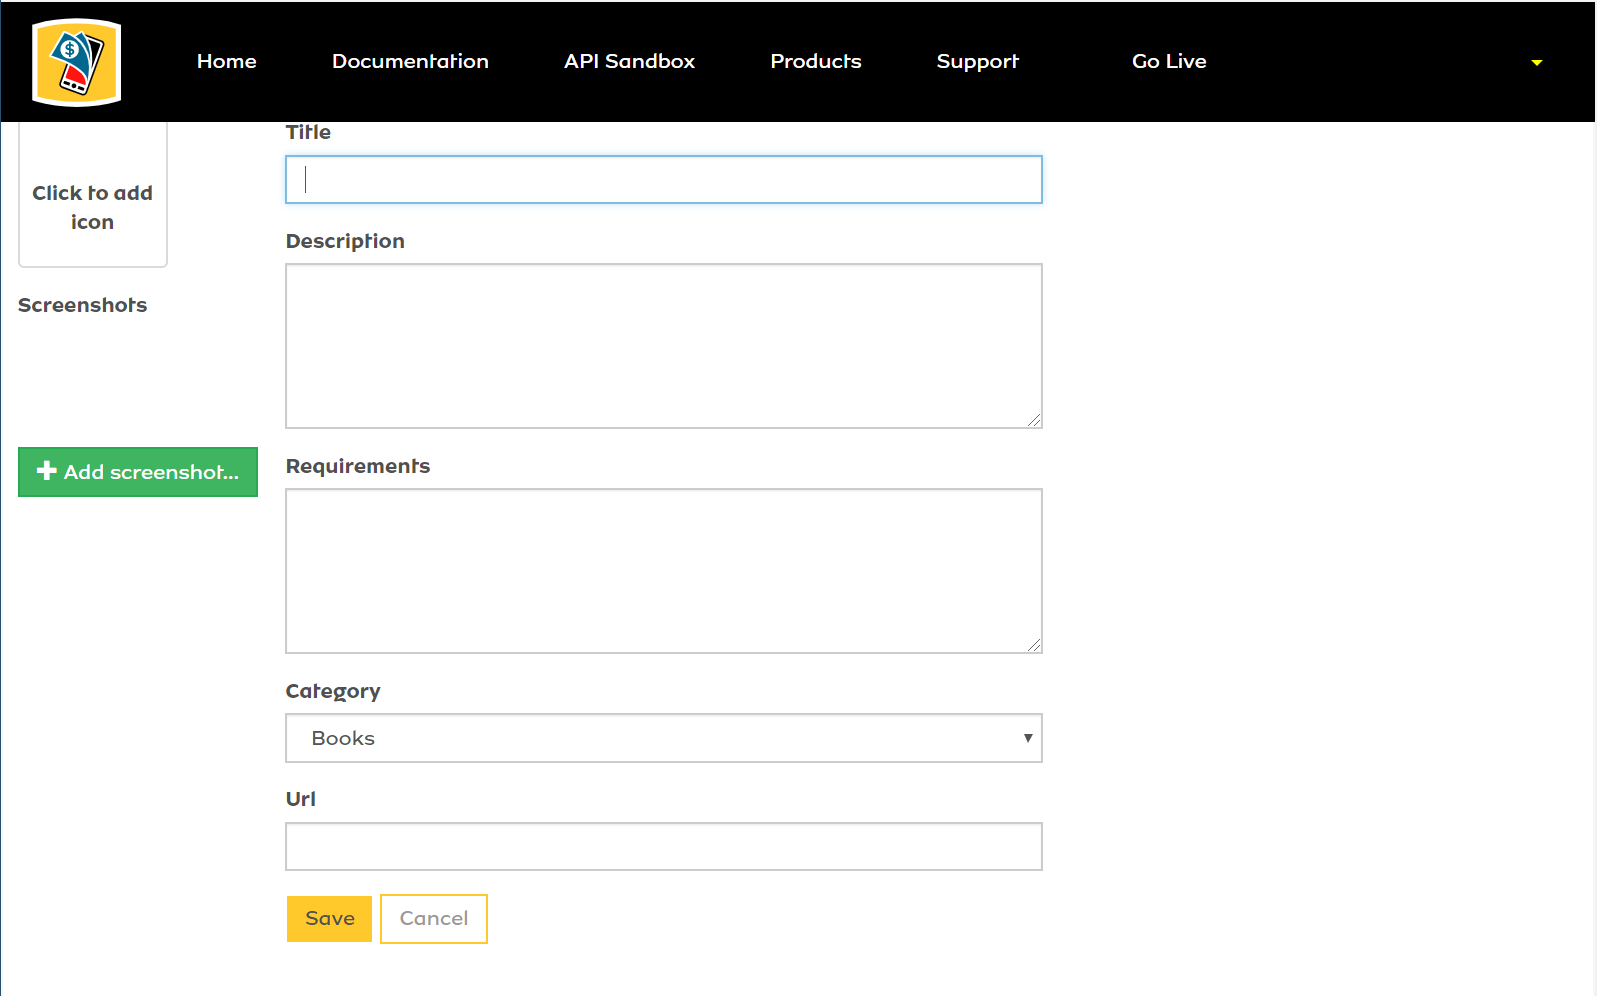 Home Documentation API Sandbox Products Support Go Live
Click to add
icon
Screenshots
Add screenshot...
Title
Description
Requirements
Category
Books
Url
Save Cancel